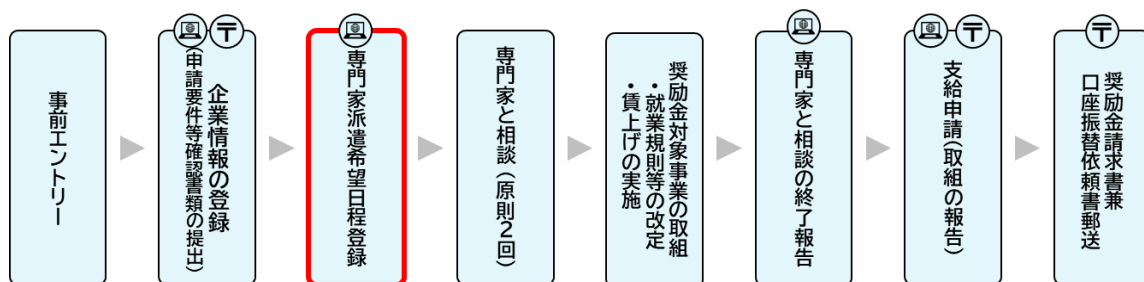 事前エントリー
企業情報の登録
(申請要件等確認書類の提出)
専門家派遣希望日程登録
専門家と相談(原則2回)
奨励金対象事業の取組
・就業規則等の改定
・賃上げの実施
専門家と相談の終了報告
支給申請(取組の報告)
奨励金請求書兼
口座振替依頼書郵送